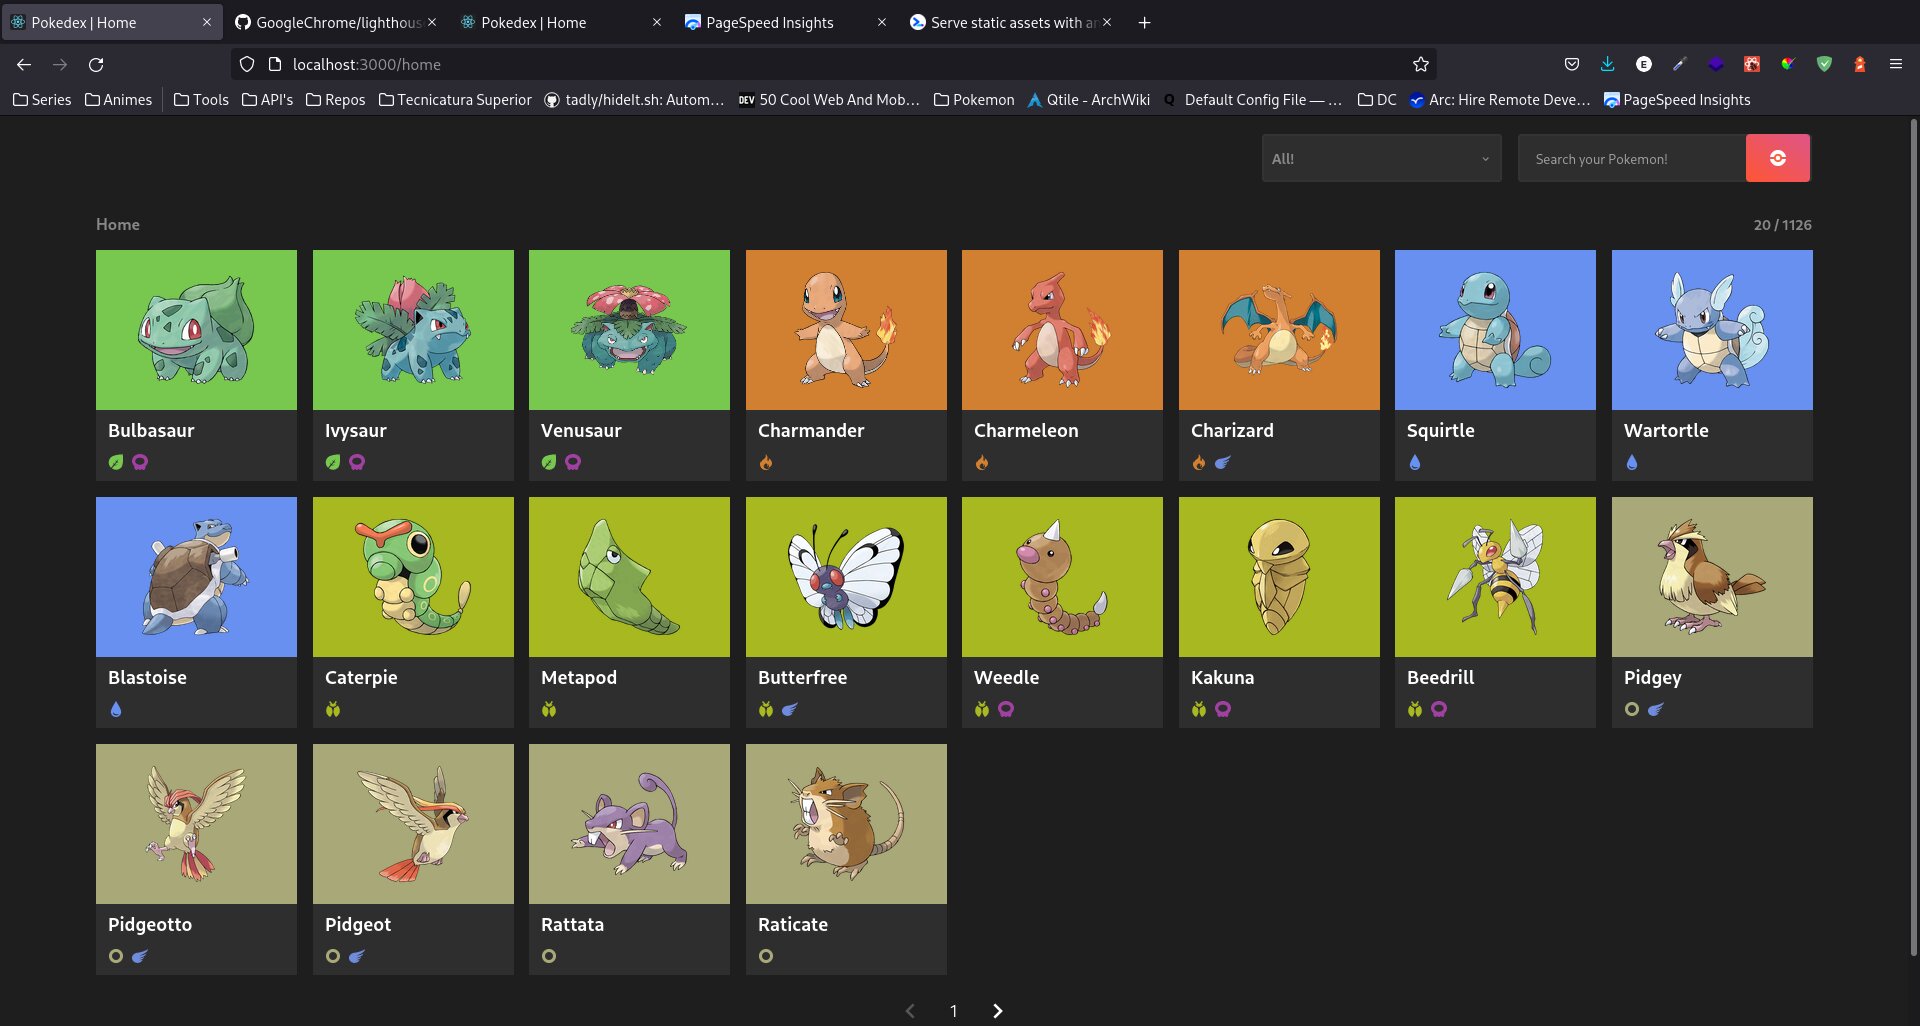 Pokedex | Home
GoogleChrome/lighthous
Pokedex | Home
PageSpeed Insights
Serve static assets with an
localhost:3000/home
E
Series
Animes
Tools
API's
Repos
Tecnicatura Superior
tadly/hideIt.sh: Autom…
DEV 50 Cool Web And Mob…
Pokemon
Qtile - ArchWiki
Q Default Config File — …
DC
Arc: Hire Remote Deve…
PageSpeed Insights
All!
Search your Pokemon!
Home
20 / 1126
Bulbasaur
Ivysaur
Venusaur
Charmander
Charmeleon
Charizard
Squirtle
Wartortle
Blastoise
Caterpie
Metapod
Butterfree
Weedle
Kakuna
Beedrill
Pidgey
Pidgeotto
Pidgeot
Rattata
Raticate
1